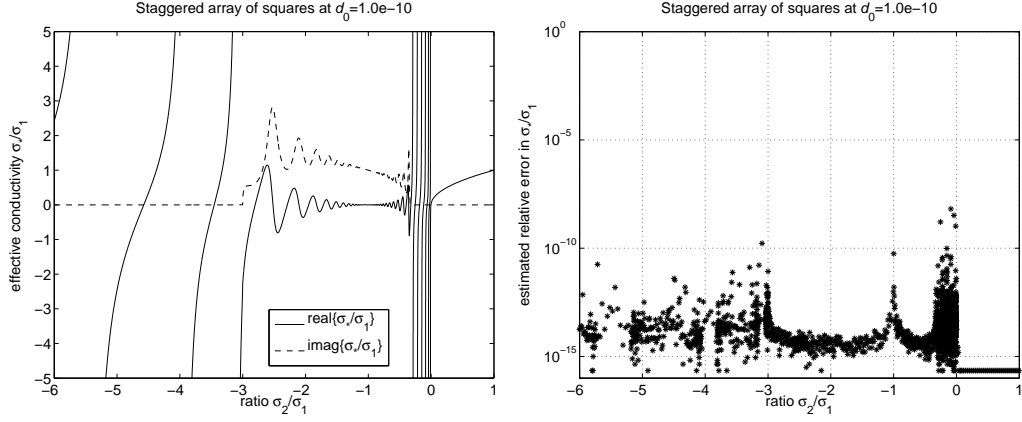 Staggered array of squares at d₀=1.0e−10
effective conductivity σ*/σ₁
5
4
3
2
1
0
−1
−2
−3
−4
−5
real{σ*/σ₁}
imag{σ*/σ₁}
−6 −5 −4 −3 −2 −1 0 1
ratio σ₂/σ₁
Staggered array of squares at d₀=1.0e−10
estimated relative error in σ*/σ₁
10⁰
10⁻⁵
10⁻¹⁰
10⁻¹⁵
−6 −5 −4 −3 −2 −1 0 1
ratio σ₂/σ₁